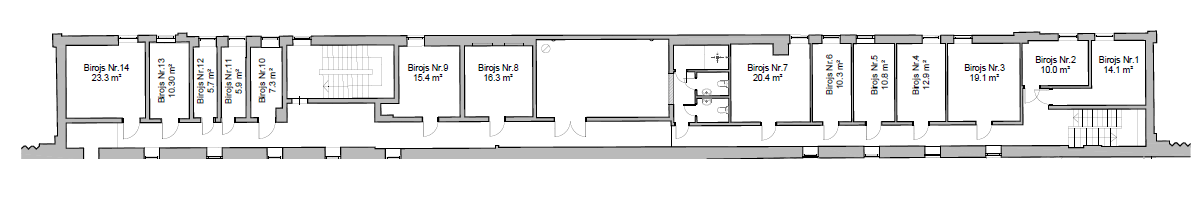 Birojs Nr.14
23.3 m²
Birojs Nr.13
10.30 m²
Birojs Nr.12
5.7 m²
Birojs Nr.11
5.9 m²
Birojs Nr.10
7.3 m²
Birojs Nr.9
15.4 m²
Birojs Nr.8
16.3 m²
Birojs Nr.7
20.4 m²
Birojs Nr.6
10.3 m²
Birojs Nr.5
10.8 m²
Birojs Nr.4
12.9 m²
Birojs Nr.3
19.1 m²
Birojs Nr.2
10.0 m²
Birojs Nr.1
14.1 m²